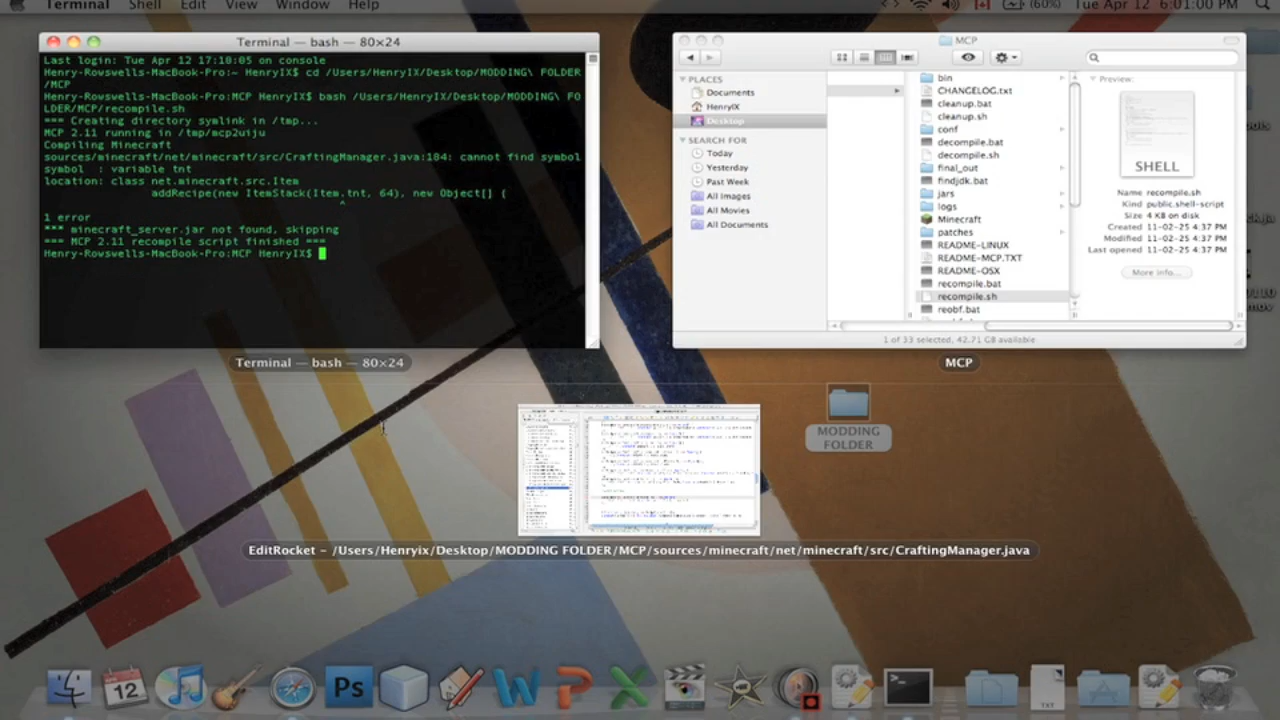 Terminal Shell Edit View Window Help
(60%) Tue Apr 12 6:01:00 PM
Terminal — bash — 80×24
Last login: Tue Apr 12 17:18:05 on console
Henry-Rowswells-MacBook-Pro:~ HenryIX$ cd /Users/HenryIX/Desktop/MODDING\ FOLDER
/MCP
Henry-Rowswells-MacBook-Pro:MCP HenryIX$ bash /Users/HenryIX/Desktop/MODDING\ FO
LDER/MCP/recompile.sh
=== Creating directory symlink in /tmp...
MCP 2.11 running in /tmp/mcp2uiju
Compiling Minecraft
sources/minecraft/net/minecraft/src/CraftingManager.java:184: cannot find symbol
symbol : variable tnt
location: class net.minecraft.src.Item
addRecipe(new ItemStack(Item.tnt, 64), new Object[] {
^
1 error
*** minecraft_server.jar not found, skipping
=== MCP 2.11 recompile script finished ===
Henry-Rowswells-MacBook-Pro:MCP HenryIX$
Terminal — bash — 80×24
MCP
PLACES
Documents
HenryIX
Desktop
SEARCH FOR
Today
Yesterday
Past Week
All Images
All Movies
All Documents
bin
CHANGELOG.txt
cleanup.bat
cleanup.sh
conf
decompile.bat
decompile.sh
final_out
findjdk.bat
jars
logs
Minecraft
patches
README-LINUX
README-MCP.TXT
README-OSX
recompile.bat
recompile.sh
reobf.bat
Preview:
SHELL
Name recompile.sh
Kind public.shell-script
Size 4 KB on disk
Created 11-02-25 4:37 PM
Modified 11-02-25 4:37 PM
Last opened 11-02-25 4:37 PM
More info...
1 of 33 selected, 42.71 GB available
MCP
MODDING
FOLDER
EditRocket - /Users/Henryix/Desktop/MODDING FOLDER/MCP/sources/minecraft/net/minecraft/src/CraftingManager.java
12
Ps
TXT